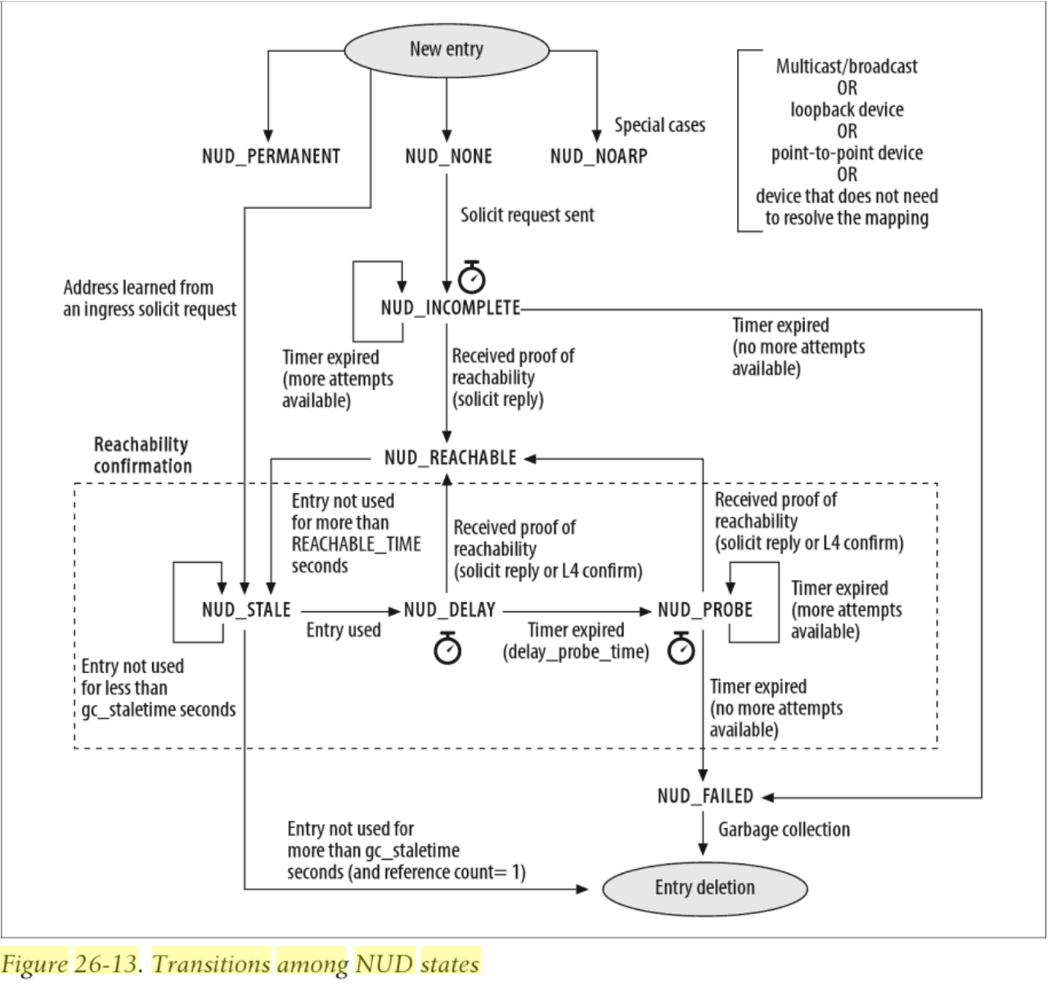 New entry
Multicast/broadcast
OR
loopback device
OR
point-to-point device
OR
device that does not need
to resolve the mapping
Special cases
NUD_PERMANENT
NUD_NONE
NUD_NOARP
Solicit request sent
Address learned from
an ingress solicit request
NUD_INCOMPLETE
Timer expired
(more attempts
available)
Received proof of
reachability
(solicit reply)
Timer expired
(no more attempts
available)
Reachability
confirmation
NUD_REACHABLE
Entry not used
for more than
REACHABLE_TIME
seconds
Received proof of
reachability
(solicit reply or L4 confirm)
Received proof of
reachability
(solicit reply or L4 confirm)
NUD_STALE
Entry used
NUD_DELAY
Timer expired
(delay_probe_time)
NUD_PROBE
Timer expired
(more attempts
available)
Entry not used
for less than
gc_staletime seconds
Timer expired
(no more attempts
available)
NUD_FAILED
Garbage collection
Entry not used for
more than gc_staletime
seconds (and reference count= 1)
Entry deletion
Figure 26-13. Transitions among NUD states